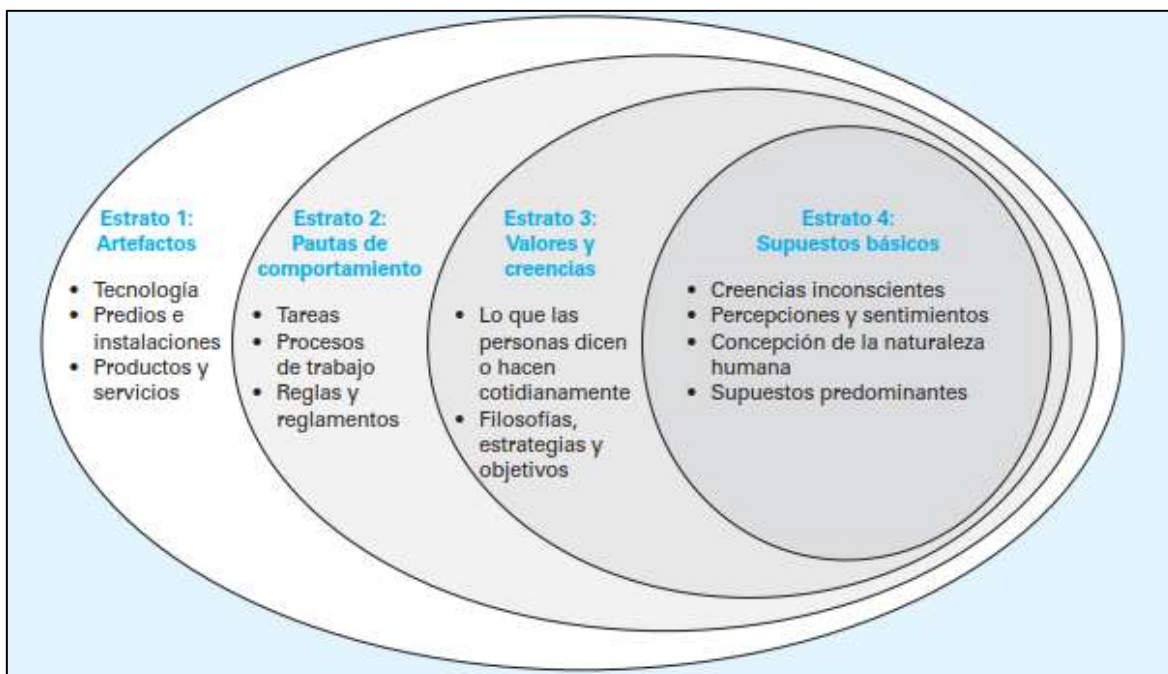 Estrato 1:
Artefactos
• Tecnología
• Predios e
instalaciones
• Productos y
servicios
Estrato 2:
Pautas de
comportamiento
• Tareas
• Procesos
de trabajo
• Reglas y
reglamentos
Estrato 3:
Valores y
creencias
• Lo que las
personas dicen
o hacen
cotidianamente
• Filosofías,
estrategias y
objetivos
Estrato 4:
Supuestos básicos
• Creencias inconscientes
• Percepciones y sentimientos
• Concepción de la naturaleza
humana
• Supuestos predominantes